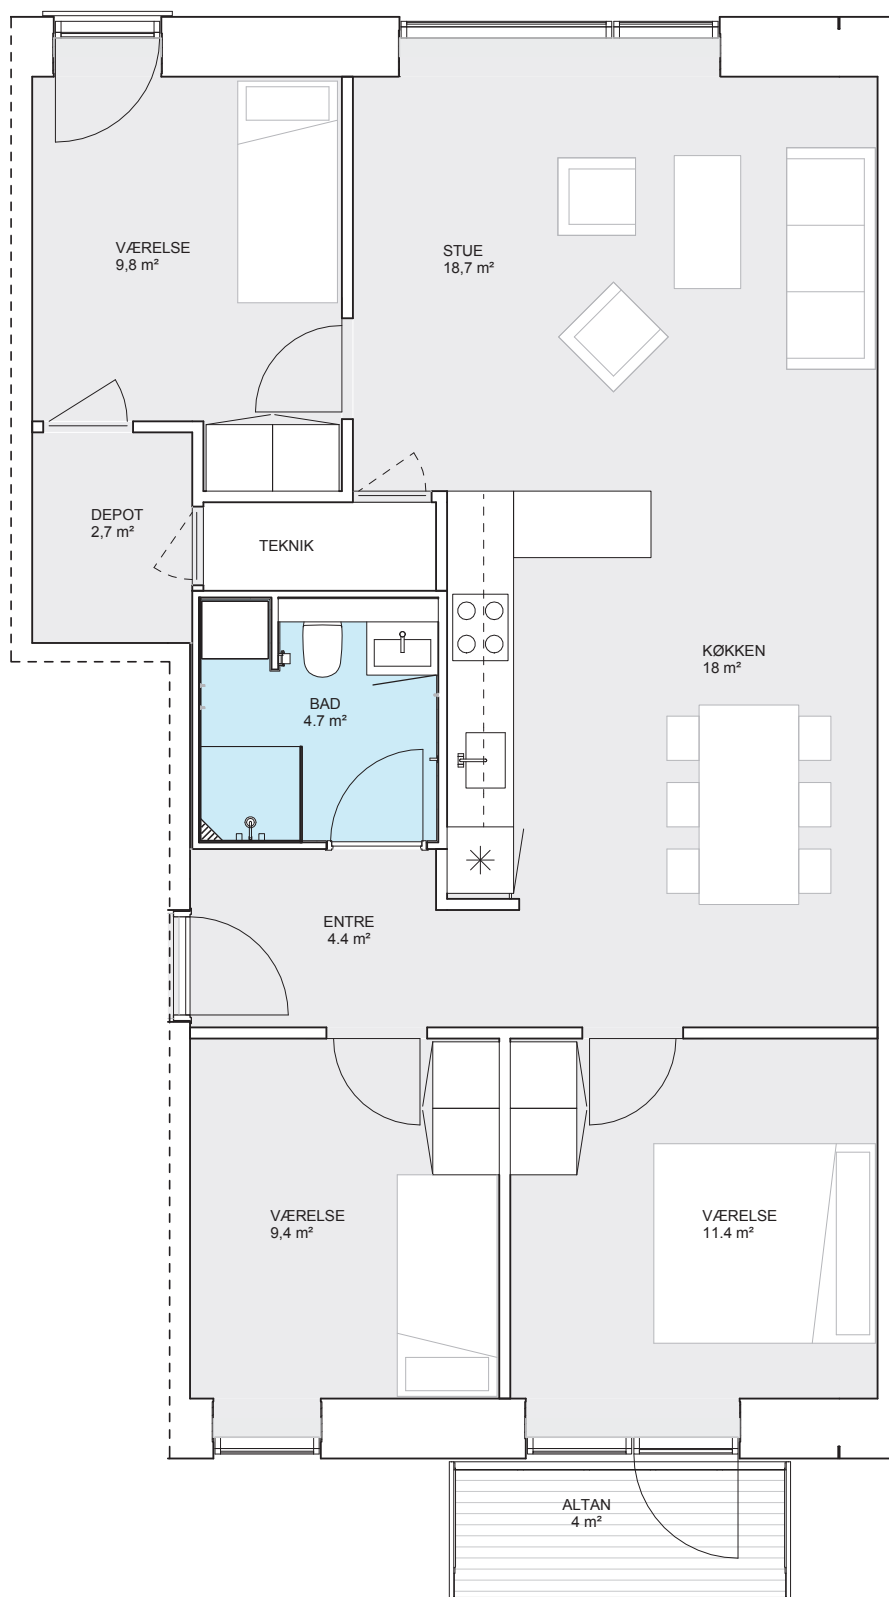 VÆRELSE
9,8 m²
STUE
18,7 m²
DEPOT
2,7 m²
TEKNIK
KØKKEN
18 m²
BAD
4.7 m²
ENTRE
4.4 m²
VÆRELSE
9,4 m²
VÆRELSE
11.4 m²
ALTAN
4 m²